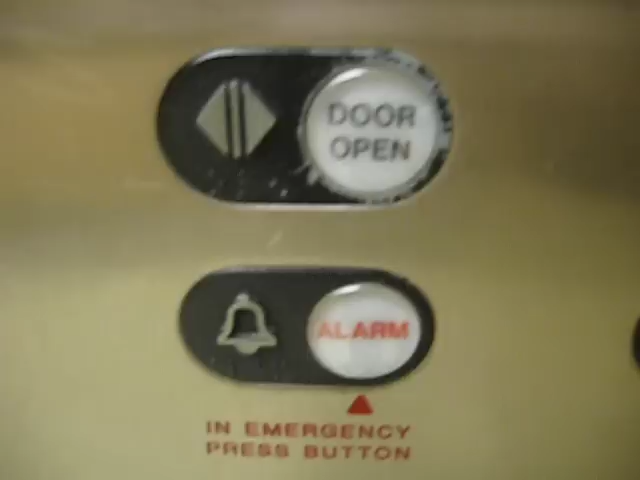 DOOR
OPEN
ALARM
IN EMERGENCY
PRESS BUTTON